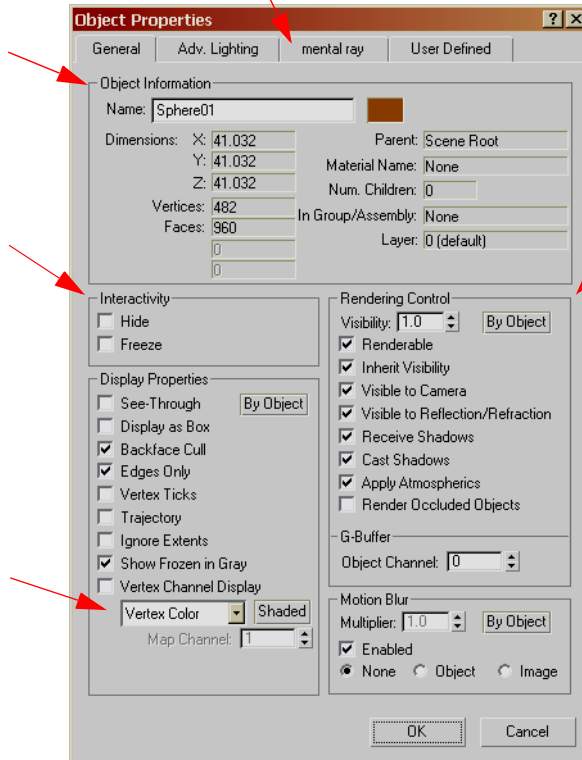 Object Properties
General
Adv. Lighting
mental ray
User Defined
Object Information
Name: Sphere01
Dimensions: X: 41.032
Y: 41.032
Z: 41.032
Vertices: 482
Faces: 960
0
0
Parent: Scene Root
Material Name: None
Num. Children: 0
In Group/Assembly: None
Layer: 0 (default)
Interactivity
Hide
Freeze
Display Properties
See-Through By Object
Display as Box
Backface Cull
Edges Only
Vertex Ticks
Trajectory
Ignore Extents
Show Frozen in Gray
Vertex Channel Display
Vertex Color Shaded
Map Channel: 1
Rendering Control
Visibility: 1.0 By Object
Renderable
Inherit Visibility
Visible to Camera
Visible to Reflection/Refraction
Receive Shadows
Cast Shadows
Apply Atmospherics
Render Occluded Objects
G-Buffer
Object Channel: 0
Motion Blur
Multiplier: 1.0 By Object
Enabled
None Object Image
OK Cancel